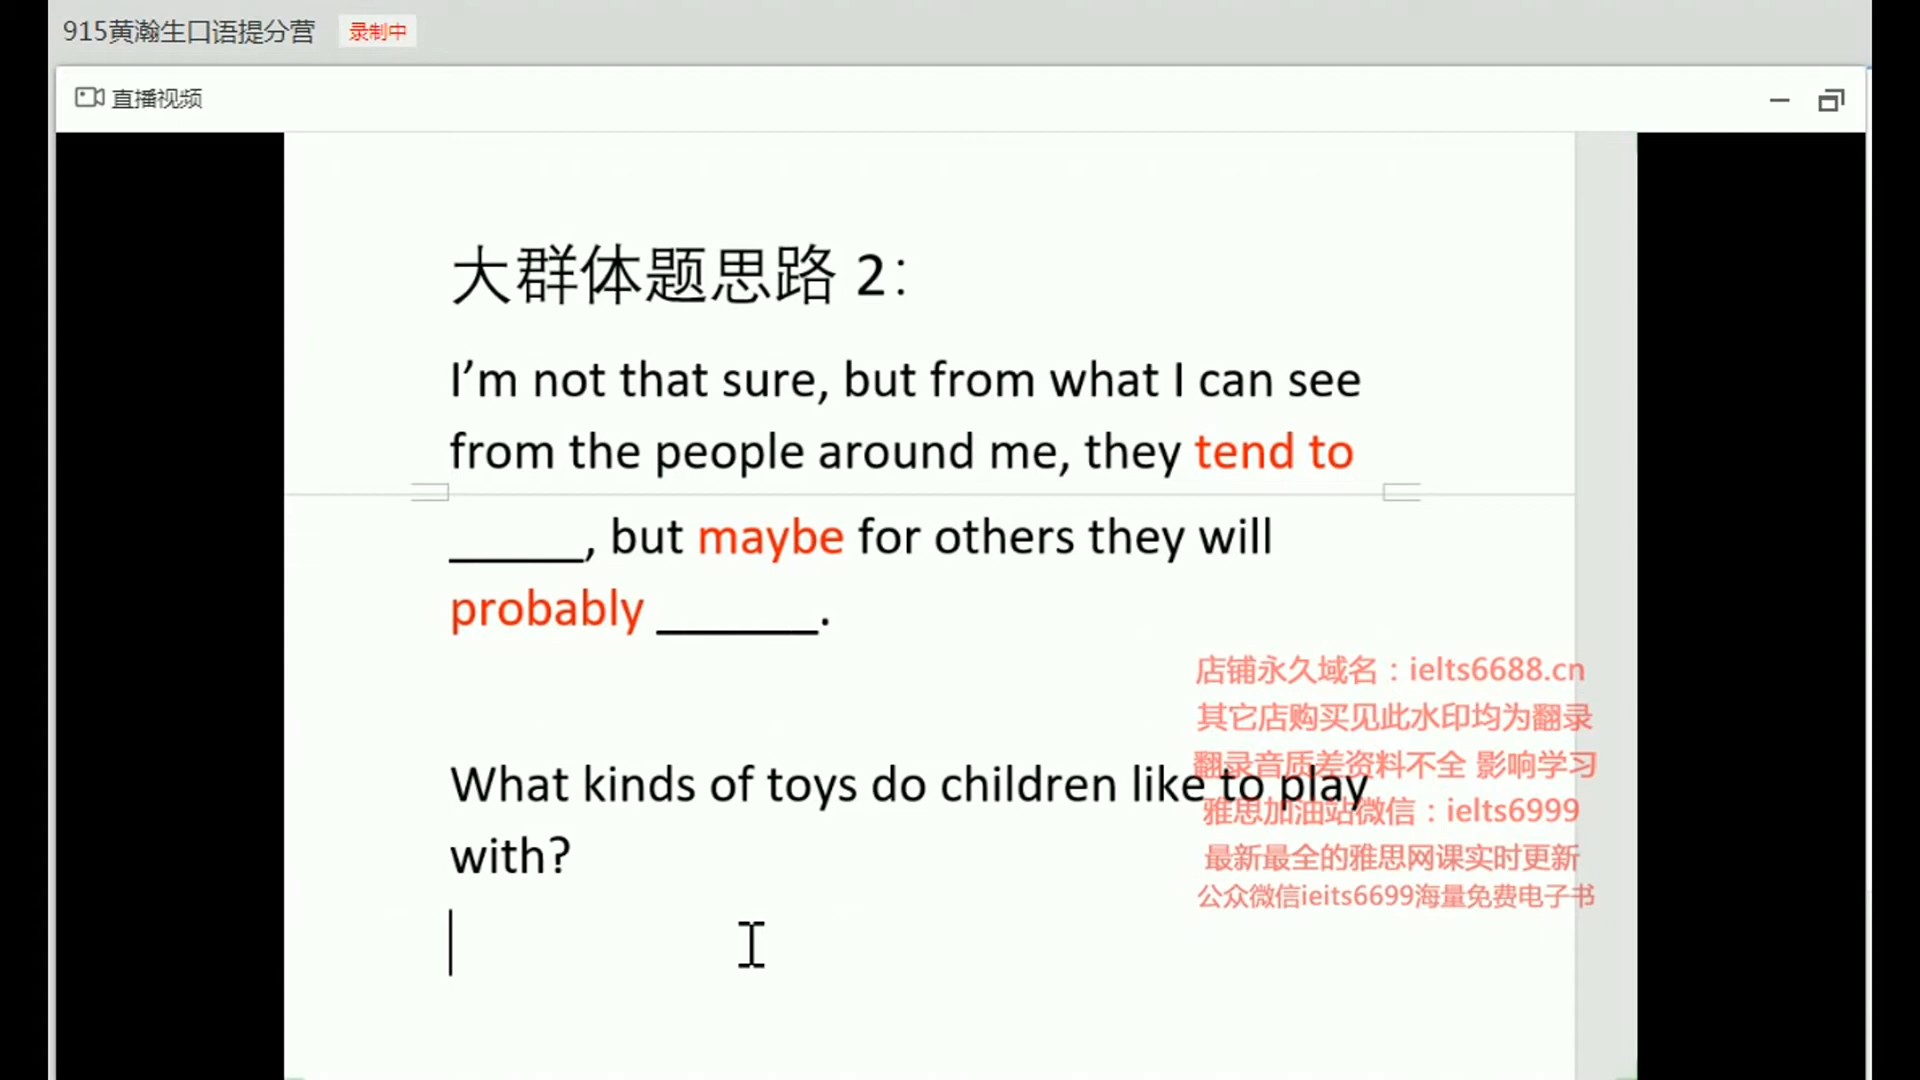 915黄瀚生口语提分营 录制中
直播视频
大群体题思路 2：
I’m not that sure, but from what I can see
from the people around me, they tend to
_____, but maybe for others they will
probably ______.
店铺永久域名：ielts6688.cn
其它店购买见此水印均为翻录
翻录音质差资料不全 影响学习
What kinds of toys do children like to play
雅思加油站微信：ielts6999
with?
最新最全的雅思网课实时更新
公众微信ieits6699海量免费电子书